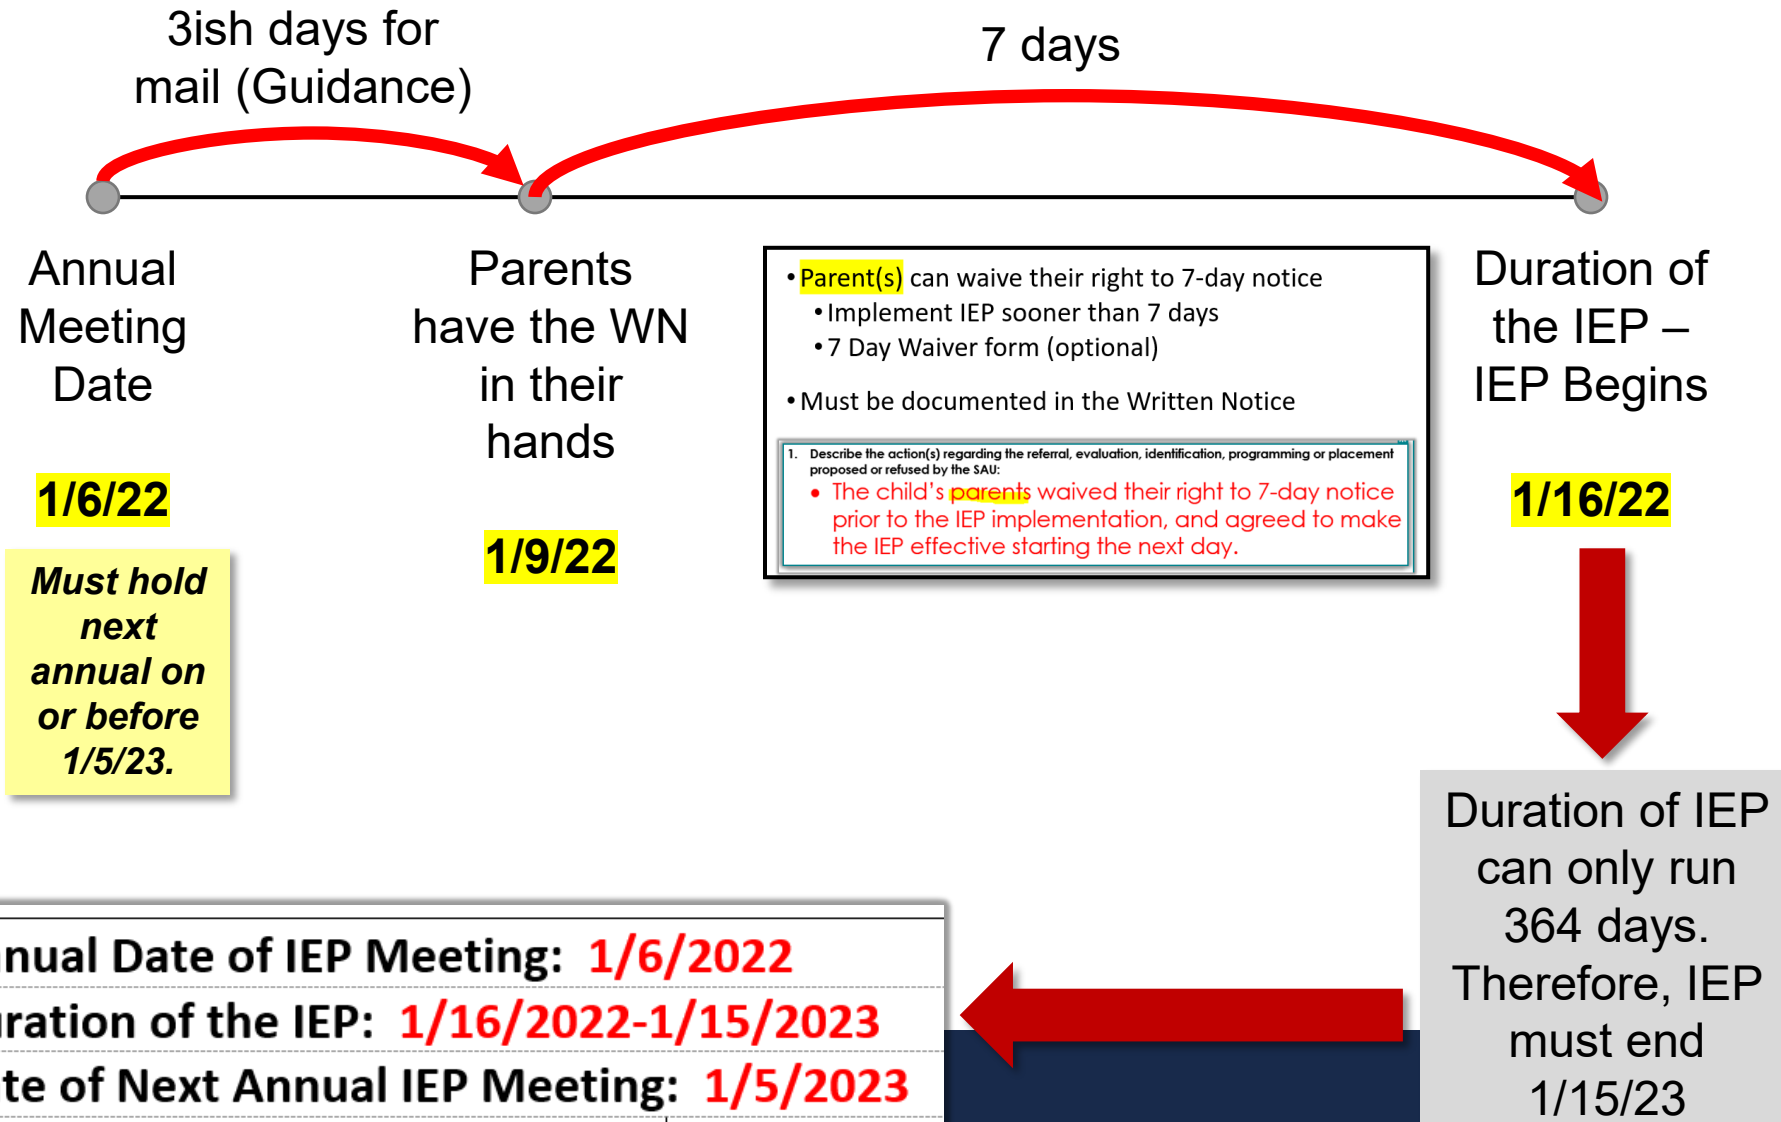 3ish days for
mail (Guidance)
7 days
Annual
Meeting
Date
1/6/22
Must hold
next
annual on
or before
1/5/23.
Parents
have the WN
in their
hands
1/9/22
• Parent(s) can waive their right to 7-day notice
• Implement IEP sooner than 7 days
• 7 Day Waiver form (optional)
• Must be documented in the Written Notice
1. Describe the action(s) regarding the referral, evaluation, identification, programming or placement
proposed or refused by the SAU:
• The child's parents waived their right to 7-day notice
prior to the IEP implementation, and agreed to make
the IEP effective starting the next day.
Duration of
the IEP –
IEP Begins
1/16/22
Duration of IEP
can only run
364 days.
Therefore, IEP
must end
1/15/23
nnual Date of IEP Meeting: 1/6/2022
uration of the IEP: 1/16/2022-1/15/2023
te of Next Annual IEP Meeting: 1/5/2023